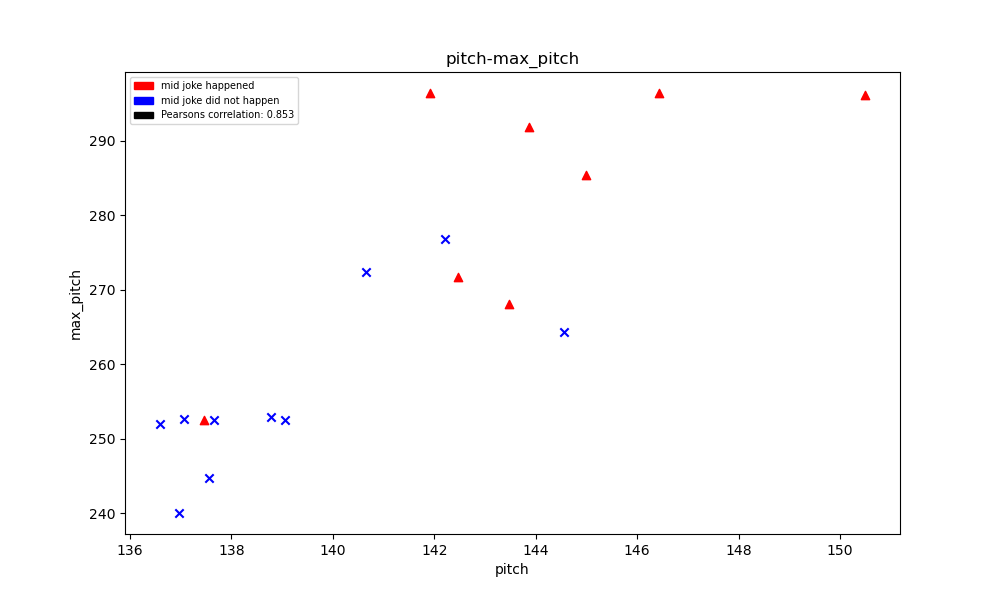 pitch-max_pitch
mid joke happened
mid joke did not happen
Pearsons correlation: 0.853
290
280
270
260
250
240
max_pitch
136 138 140 142 144 146 148 150
pitch